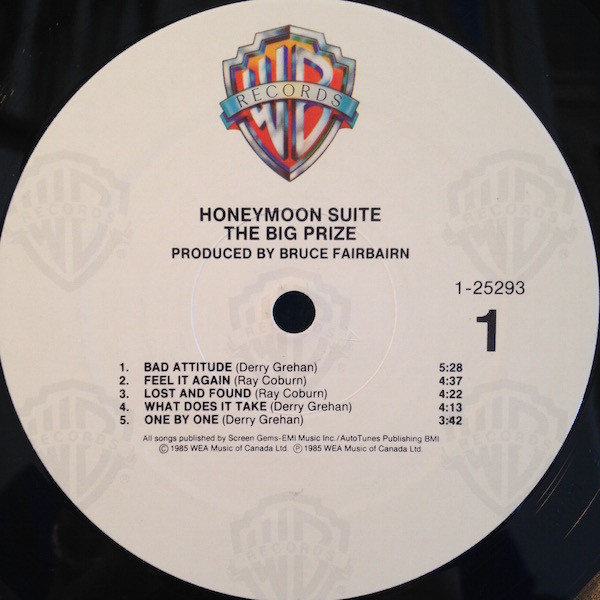 WB
RECORDS
HONEYMOON SUITE
THE BIG PRIZE
PRODUCED BY BRUCE FAIRBAIRN
1-25293
1
1. BAD ATTITUDE (Derry Grehan) 5:28
2. FEEL IT AGAIN (Ray Coburn) 4:37
3. LOST AND FOUND (Ray Coburn) 4:22
4. WHAT DOES IT TAKE (Derry Grehan) 4:13
5. ONE BY ONE (Derry Grehan) 3:42
All songs published by Screen Gems-EMI Music Inc./AutoTunes Publishing BMI
Ⓒ 1985 WEA Music of Canada Ltd. Ⓟ 1985 WEA Music of Canada Ltd.